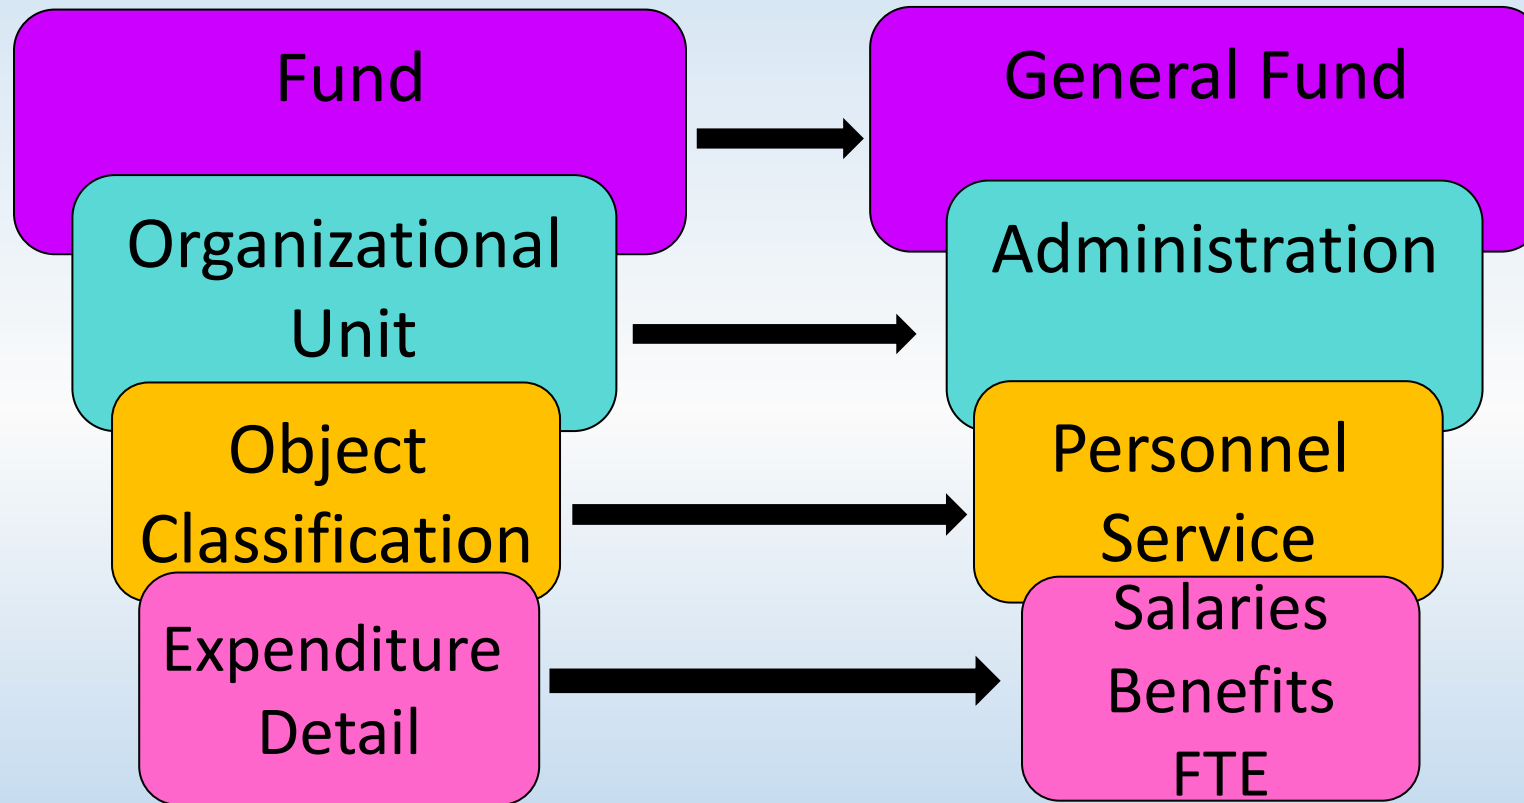 Fund
General Fund
Organizational
Unit
Administration
Object
Classification
Personnel
Service
Expenditure
Detail
Salaries
Benefits
FTE